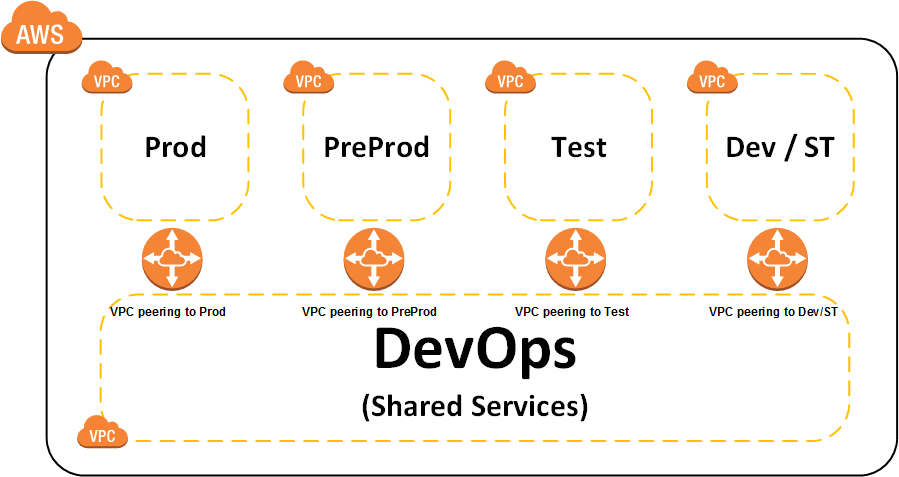 AWS
VPC
VPC
VPC
VPC
Prod
PreProd
Test
Dev / ST
VPC peering to Prod
VPC peering to PreProd
VPC peering to Test
VPC peering to Dev/ST
DevOps
(Shared Services)
VPC